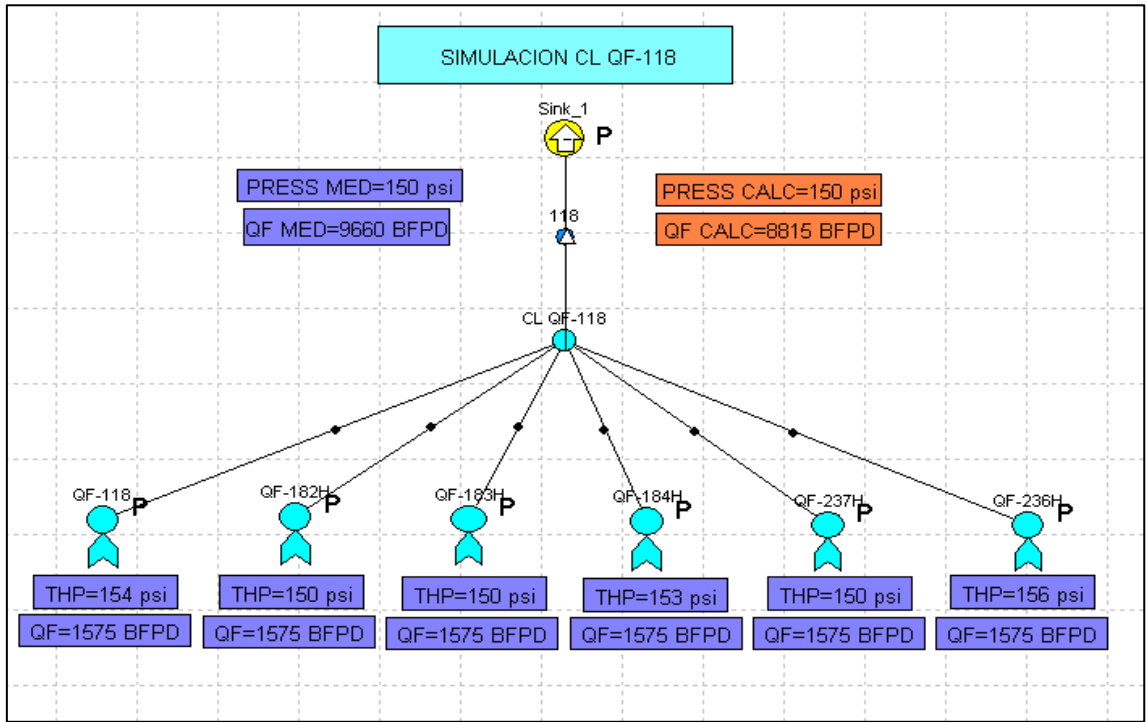 SIMULACION CL QF-118
Sink_1
P
PRESS MED=150 psi
PRESS CALC=150 psi
QF MED=9660 BFPD
118
QF CALC=8815 BFPD
CL QF-118
QF-118 P
QF-182H P
QF-183H P
QF-184H P
QF-237H P
QF-236H P
THP=154 psi
THP=150 psi
THP=150 psi
THP=153 psi
THP=150 psi
THP=156 psi
QF=1575 BFPD
QF=1575 BFPD
QF=1575 BFPD
QF=1575 BFPD
QF=1575 BFPD
QF=1575 BFPD